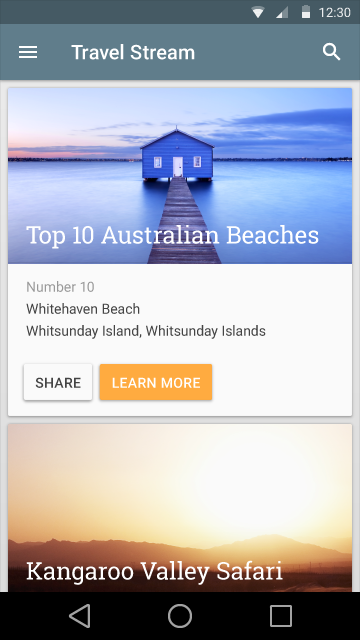 12:30
Travel Stream
Top 10 Australian Beaches
Number 10
Whitehaven Beach
Whitsunday Island, Whitsunday Islands
SHARE
LEARN MORE
Kangaroo Valley Safari